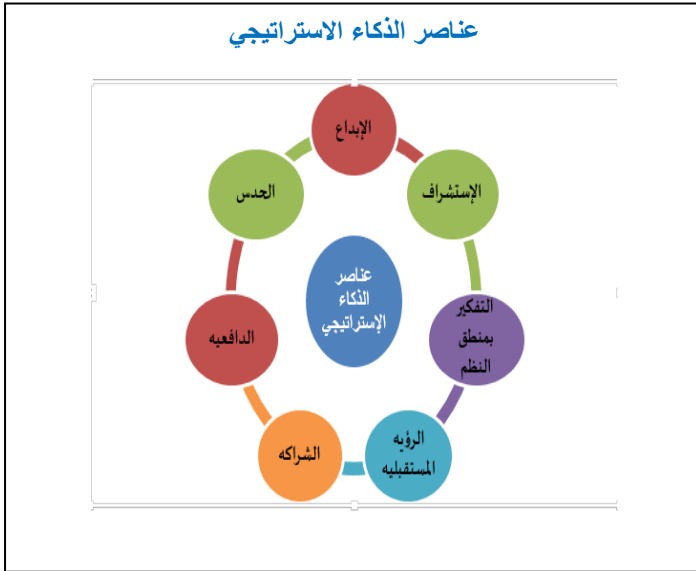 عناصر الذكاء الاستراتيجي
الإبداع
الإستشراف
التفكير
بمنطق
النظم
الرؤيه
المستقبليه
الشراكه
الدافعيه
الحدس
عناصر
الذكاء
الإستراتيجي